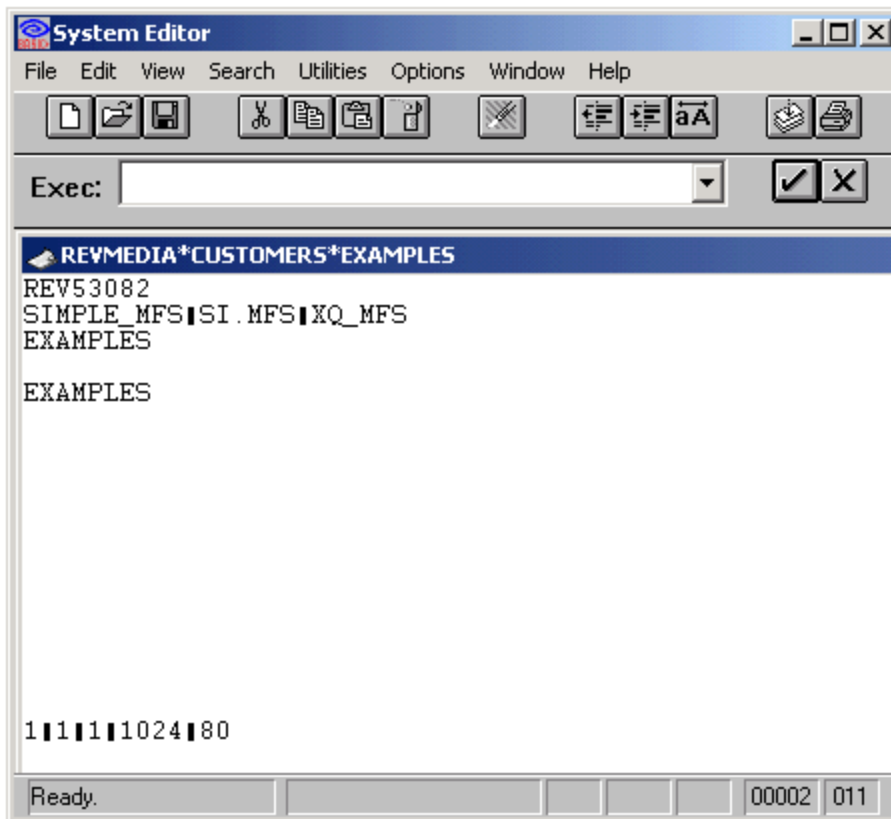 System Editor
File Edit View Search Utilities Options Window Help
aA
Exec:
REVMEDIA*CUSTOMERS*EXAMPLES
REV53082
SIMPLE_MFS▮SI.MFS▮XQ_MFS
EXAMPLES
EXAMPLES
1▮1▮1▮1024▮80
Ready. 00002 011